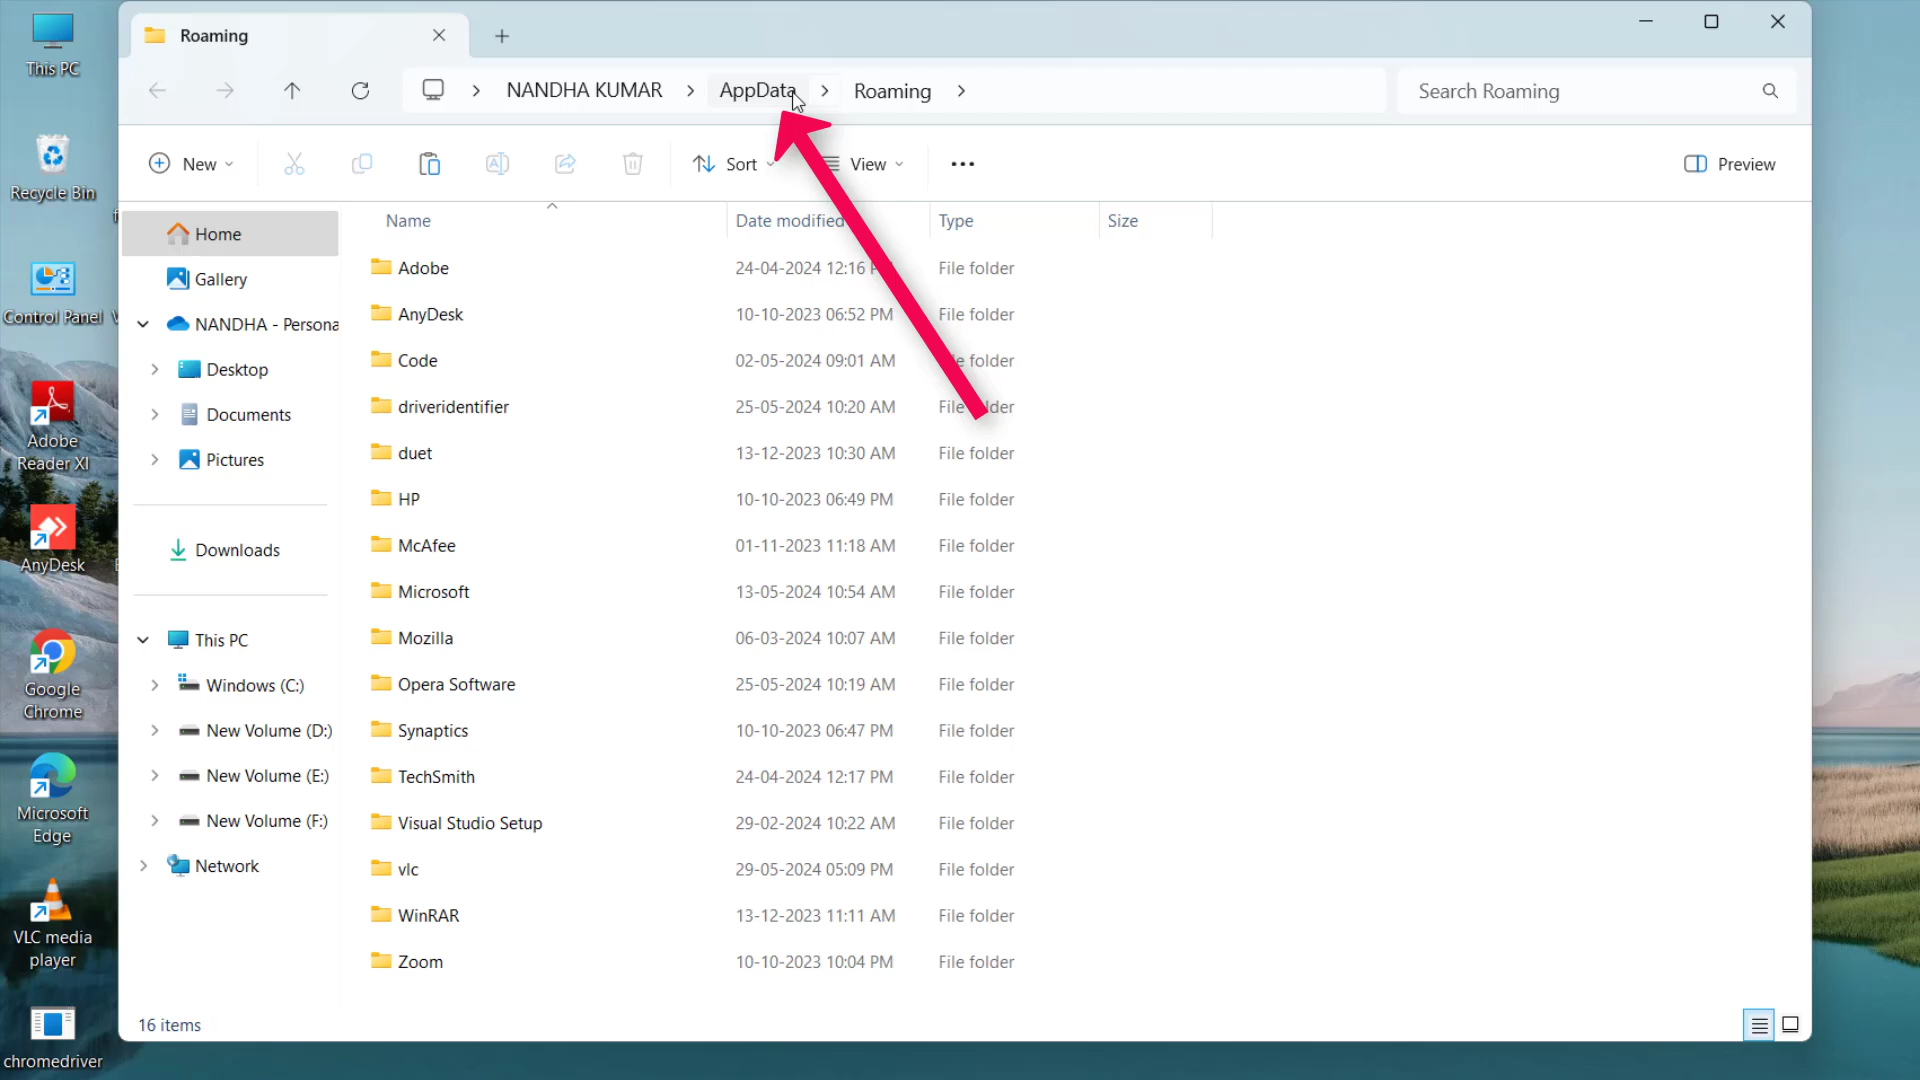 Roaming
NANDHA KUMAR
AppData
Roaming
Search Roaming
New
Sort
View
Preview
Name
Date modified
Type
Size
Adobe 24-04-2024 12:16 File folder
AnyDesk 10-10-2023 06:52 PM File folder
Code 02-05-2024 09:01 AM folder
driveridentifier 25-05-2024 10:20 AM File
duet 13-12-2023 10:30 AM File folder
HP 10-10-2023 06:49 PM File folder
McAfee 01-11-2023 11:18 AM File folder
Microsoft 13-05-2024 10:54 AM File folder
Mozilla 06-03-2024 10:07 AM File folder
Opera Software 25-05-2024 10:19 AM File folder
Synaptics 10-10-2023 06:47 PM File folder
TechSmith 24-04-2024 12:17 PM File folder
Visual Studio Setup 29-02-2024 10:22 AM File folder
vlc 29-05-2024 05:09 PM File folder
WinRAR 13-12-2023 11:11 AM File folder
Zoom 10-10-2023 10:04 PM File folder
Home
Gallery
NANDHA - Persona
Desktop
Documents
Pictures
Downloads
This PC
Windows (C:)
New Volume (D:)
New Volume (E:)
New Volume (F:)
Network
16 items
This PC
Recycle Bin
Control Panel
Adobe
Reader XI
AnyDesk
Google
Chrome
Microsoft
Edge
VLC media
player
chromedriver